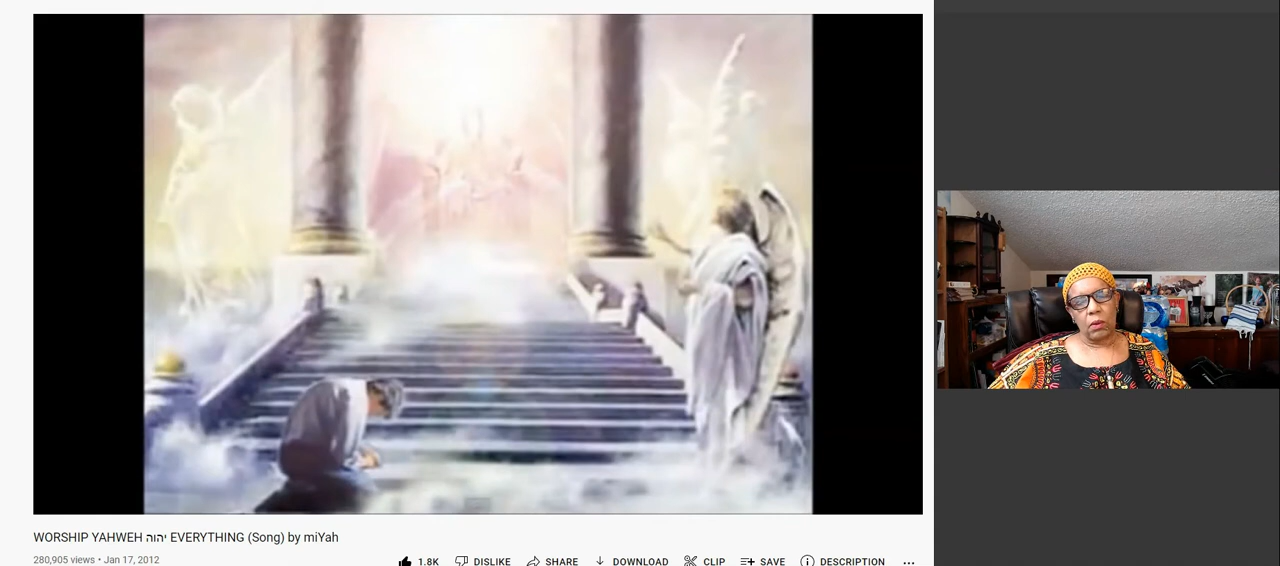 WORSHIP YAHWEH יהוה EVERYTHING (Song) by miYah
280,905 views • Jan 17, 2012
1.8K DISLIKE SHARE DOWNLOAD CLIP SAVE DESCRIPTION ...